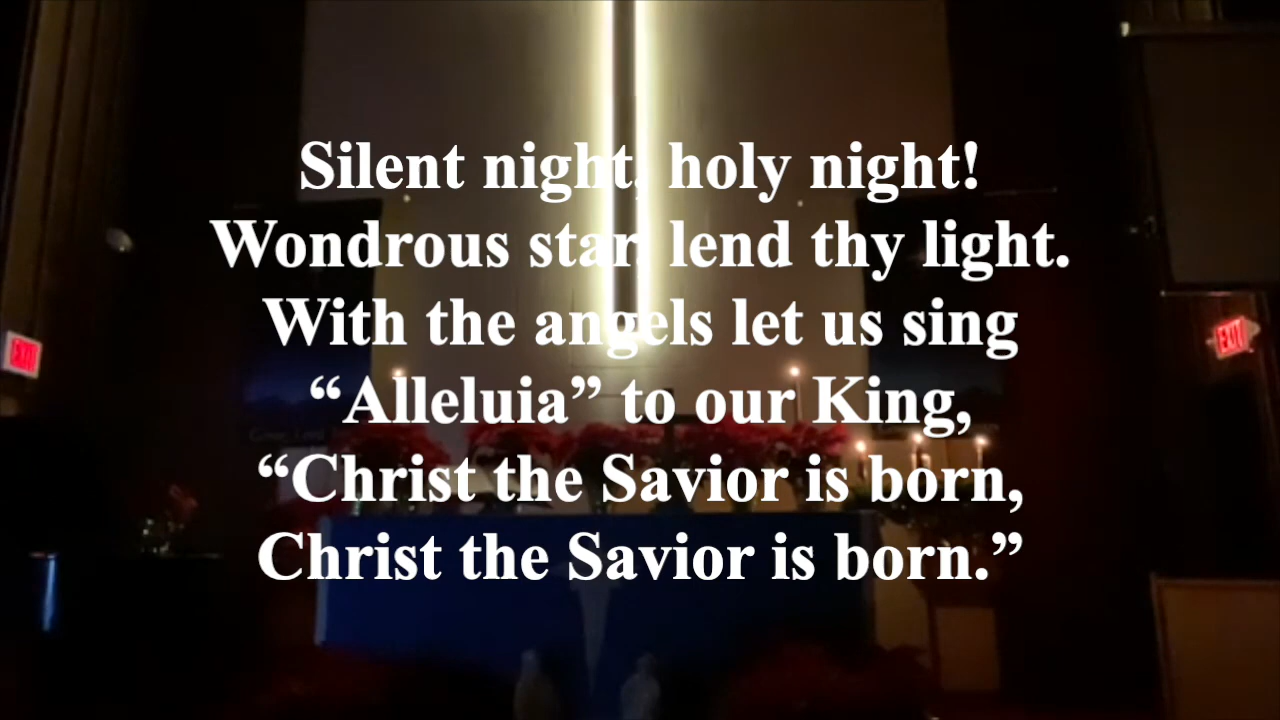 Silent night, holy night!
Wondrous star, lend thy light.
With the angels let us sing
“Alleluia” to our King,
“Christ the Savior is born,
Christ the Savior is born.”
EXIT
EXIT